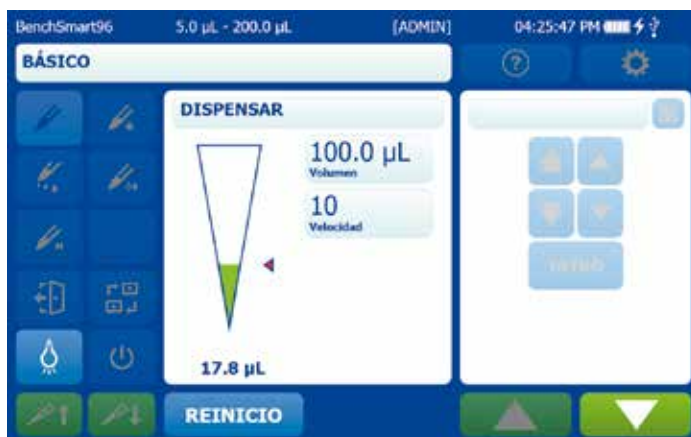 BenchSmart96 5.0 µL - 200.0 µL [ADMIN] 04:25:47 PM
BÁSICO
DISPENSAR
100.0 µL
Volumen
10
Velocidad
17.8 µL
REINICIO